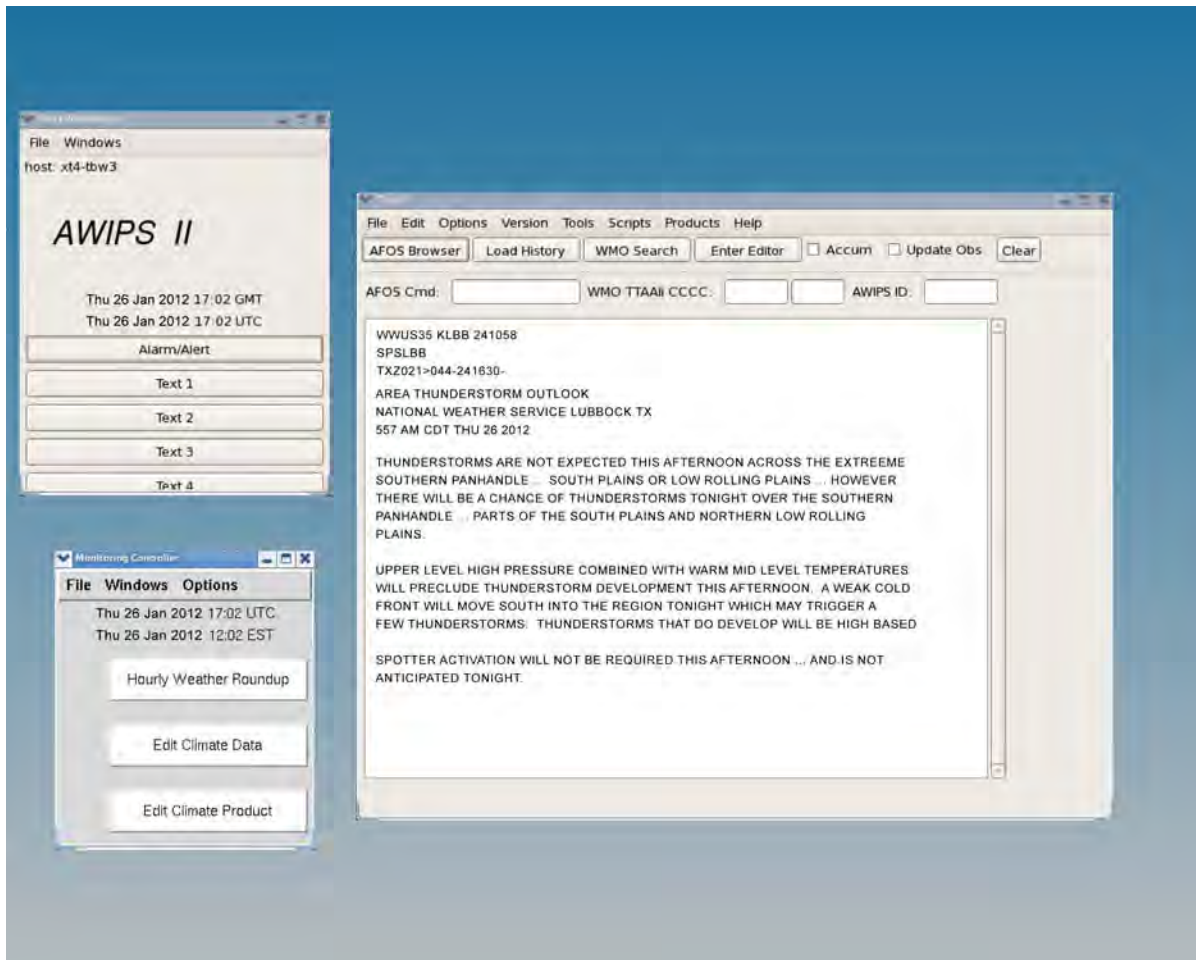 File Windows
host: xt4-tbw3
AWIPS II
Thu 26 Jan 2012 17:02 GMT
Thu 26 Jan 2012 17:02 UTC
Alarm/Alert
Text 1
Text 2
Text 3
Text 4
Monitoring Controller
File Windows Options
Thu 26 Jan 2012 17:02 UTC
Thu 26 Jan 2012 12:02 EST
Hourly Weather Roundup
Edit Climate Data
Edit Climate Product
File Edit Options Version Tools Scripts Products Help
AFOS Browser Load History WMO Search Enter Editor Accum Update Obs Clear
AFOS Cmd: WMO TTAAii CCCC: AWIPS ID:
WWUS35 KLBB 241058
SPSLBB
TXZ021>044-241630-
AREA THUNDERSTORM OUTLOOK
NATIONAL WEATHER SERVICE LUBBOCK TX
557 AM CDT THU 26 2012
THUNDERSTORMS ARE NOT EXPECTED THIS AFTERNOON ACROSS THE EXTREEME
SOUTHERN PANHANDLE ... SOUTH PLAINS OR LOW ROLLING PLAINS ... HOWEVER
THERE WILL BE A CHANCE OF THUNDERSTORMS TONIGHT OVER THE SOUTHERN
PANHANDLE ... PARTS OF THE SOUTH PLAINS AND NORTHERN LOW ROLLING
PLAINS.
UPPER LEVEL HIGH PRESSURE COMBINED WITH WARM MID LEVEL TEMPERATURES
WILL PRECLUDE THUNDERSTORM DEVELOPMENT THIS AFTERNOON. A WEAK COLD
FRONT WILL MOVE SOUTH INTO THE REGION TONIGHT WHICH MAY TRIGGER A
FEW THUNDERSTORMS. THUNDERSTORMS THAT DO DEVELOP WILL BE HIGH BASED
SPOTTER ACTIVATION WILL NOT BE REQUIRED THIS AFTERNOON ... AND IS NOT
ANTICIPATED TONIGHT.